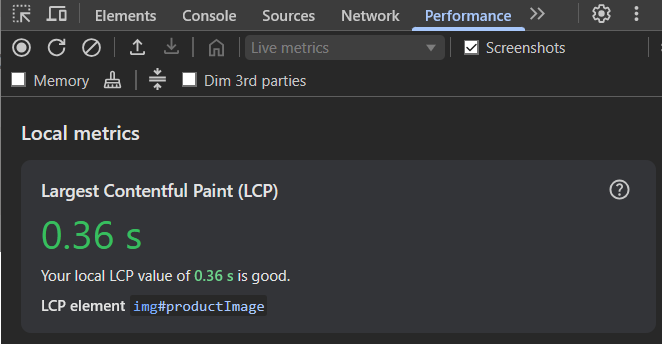 Elements Console Sources Network Performance
Live metrics Screenshots
Memory Dim 3rd parties
Local metrics
Largest Contentful Paint (LCP)
0.36 s
Your local LCP value of 0.36 s is good.
LCP element img#productImage